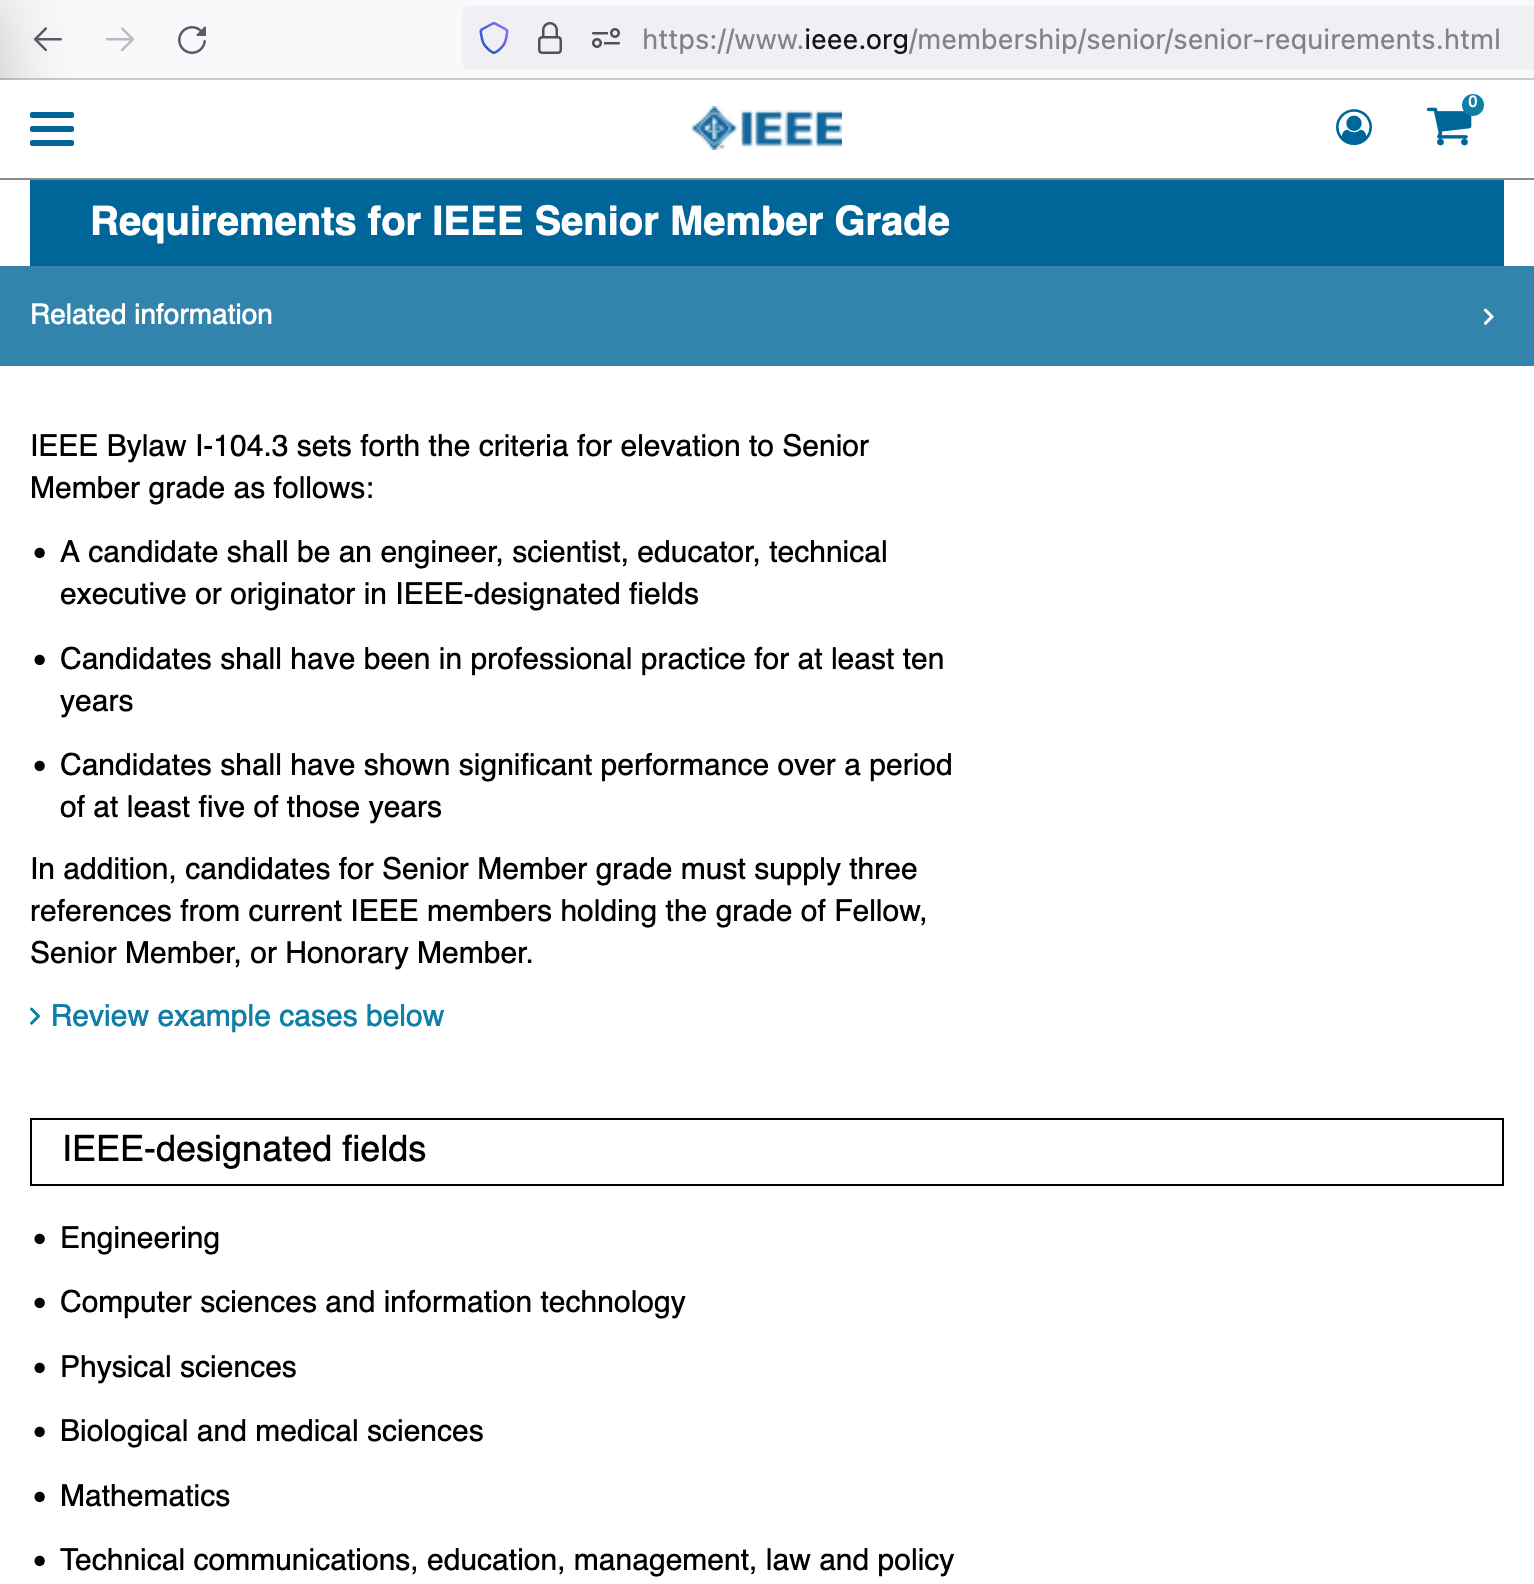 https://www.ieee.org/membership/senior/senior-requirements.html
IEEE
0
Requirements for IEEE Senior Member Grade
Related information
IEEE Bylaw I-104.3 sets forth the criteria for elevation to Senior
Member grade as follows:
• A candidate shall be an engineer, scientist, educator, technical
executive or originator in IEEE-designated fields
• Candidates shall have been in professional practice for at least ten
years
• Candidates shall have shown significant performance over a period
of at least five of those years
In addition, candidates for Senior Member grade must supply three
references from current IEEE members holding the grade of Fellow,
Senior Member, or Honorary Member.
› Review example cases below
IEEE-designated fields
• Engineering
• Computer sciences and information technology
• Physical sciences
• Biological and medical sciences
• Mathematics
• Technical communications, education, management, law and policy